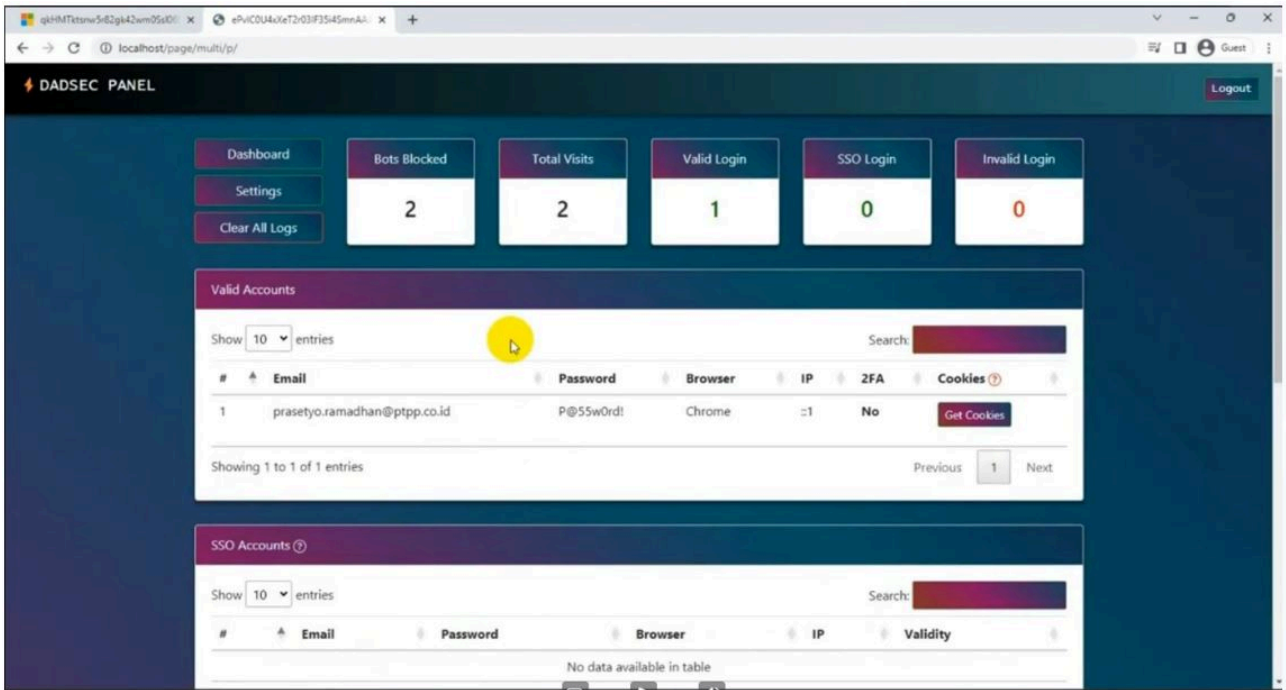 localhost/page/multi/p/
Guest
DADSEC PANEL
Logout
Dashboard
Settings
Clear All Logs
Bots Blocked
2
Total Visits
2
Valid Login
1
SSO Login
0
Invalid Login
0
Valid Accounts
Show 10 entries
Search:
# Email Password Browser IP 2FA Cookies ?
1 prasetyo.ramadhan@ptpp.co.id P@55w0rd! Chrome ::1 No Get Cookies
Showing 1 to 1 of 1 entries
Previous 1 Next
SSO Accounts ?
Show 10 entries
Search:
# Email Password Browser IP Validity
No data available in table